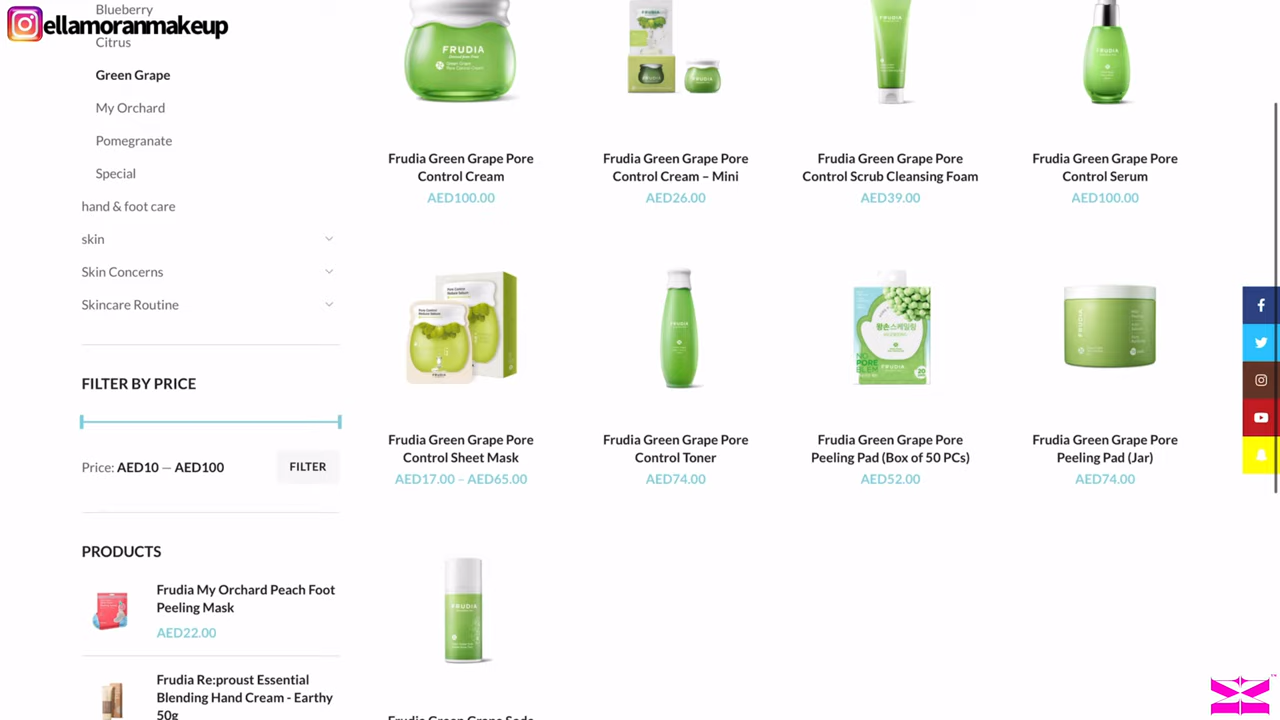 ellamoranmakeup
Blueberry
Citrus
Green Grape
My Orchard
Pomegranate
Special
hand & foot care
skin
Skin Concerns
Skincare Routine
FILTER BY PRICE
Price: AED10 — AED100
FILTER
PRODUCTS
Frudia My Orchard Peach Foot
Peeling Mask
AED22.00
Frudia Re:proust Essential
Blending Hand Cream - Earthy
50g
FRUDIA
Frudia Green Grape Pore
Control Cream
AED100.00
Frudia Green Grape Pore
Control Cream – Mini
AED26.00
Frudia Green Grape Pore
Control Scrub Cleansing Foam
AED39.00
Frudia Green Grape Pore
Control Serum
AED100.00
Frudia Green Grape Pore
Control Sheet Mask
AED17.00 – AED65.00
Frudia Green Grape Pore
Control Toner
AED74.00
NO
PORE
Frudia Green Grape Pore
Peeling Pad (Box of 50 PCs)
AED52.00
Frudia Green Grape Pore
Peeling Pad (Jar)
AED74.00
FRUDIA